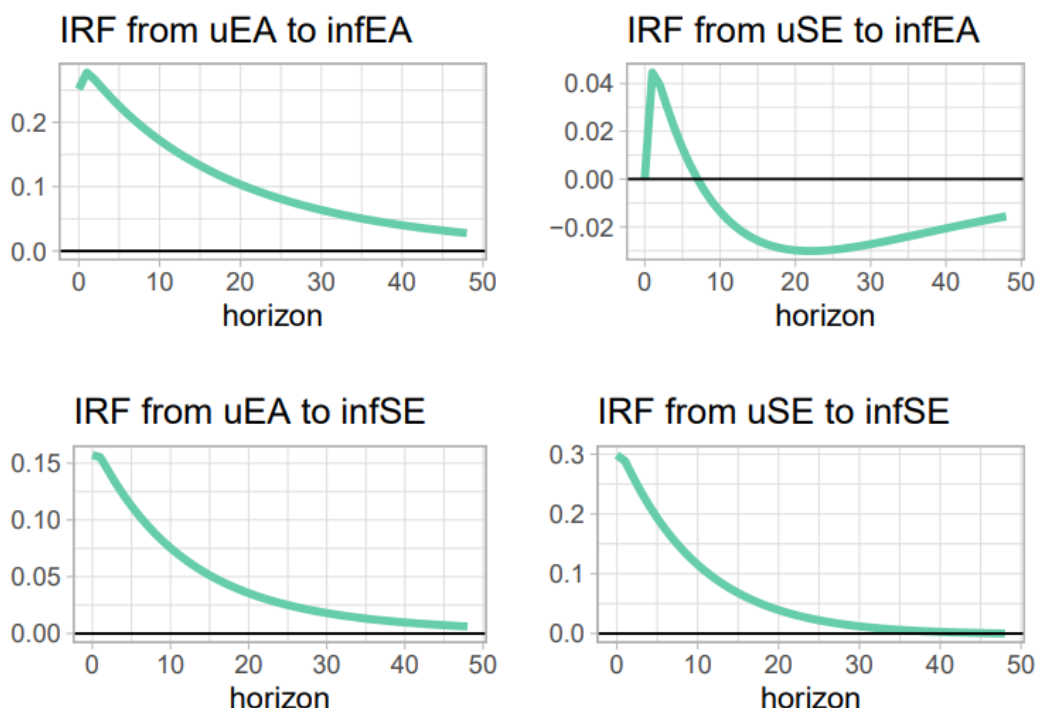 IRF from uEA to infEA
0.2
0.1
0.0
0 10 20 30 40 50
horizon
IRF from uSE to infEA
0.04
0.02
0.00
−0.02
0 10 20 30 40 50
horizon
IRF from uEA to infSE
0.15
0.10
0.05
0.00
0 10 20 30 40 50
horizon
IRF from uSE to infSE
0.3
0.2
0.1
0.0
0 10 20 30 40 50
horizon